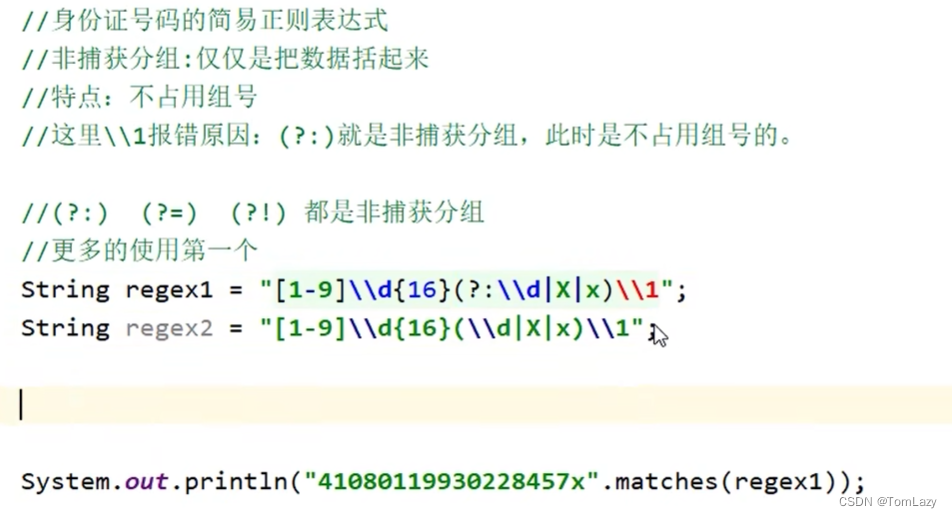 //身份证号码的简易正则表达式
//非捕获分组:仅仅是把数据括起来
//特点: 不占用组号
//这里\\1报错原因: (?:)就是非捕获分组，此时是不占用组号的。
//(?:) (?=) (?!) 都是非捕获分组
//更多的使用第一个
String regex1 = "[1-9]\\d{16}(?:\\d|X|x)\\1";
String regex2 = "[1-9]\\d{16}(\\d|X|x)\\1";
System.out.println("41080119930228457x".matches(regex1));
CSDN @TomLazy